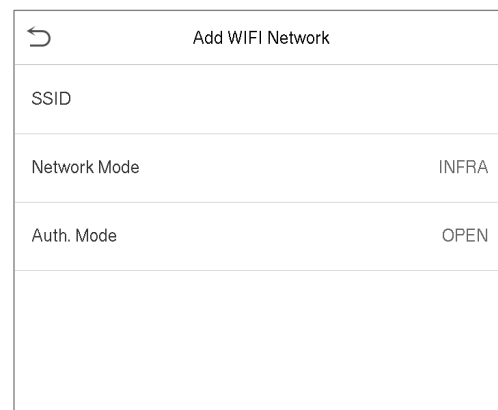 Add WIFI Network
SSID
Network Mode INFRA
Auth. Mode OPEN